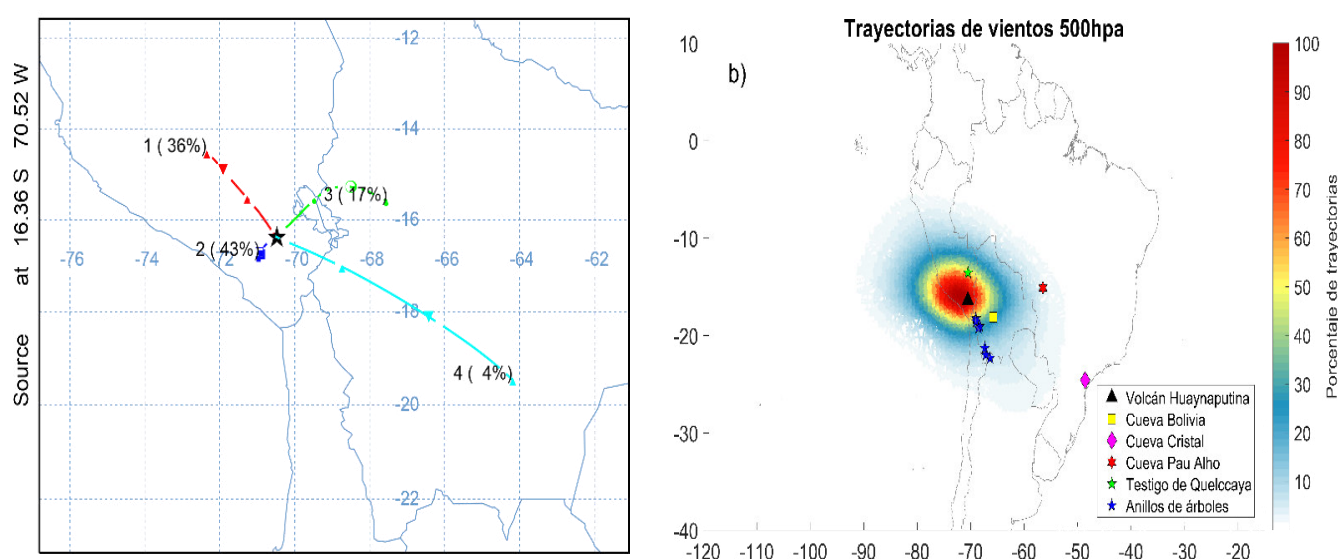 Source at 16.36 S 70.52 W
-12
-14
1 ( 36%)
3 ( 17%)
-16
2 ( 43%)
-76
-74
-72
-70
-68
-66
-64
-62
-18
4 ( 4%)
-20
-22
Trayectorias de vientos 500hpa
b)
10
0
-10
-20
-30
-40
-120
-110
-100
-90
-80
-70
-60
-50
-40
-30
-20
Volcán Huaynaputina
Cueva Bolivia
Cueva Cristal
Cueva Pau Alho
Testigo de Quelccaya
Anillos de árboles
100
90
80
70
60
50
40
30
20
10
Porcentaje de trayectorias